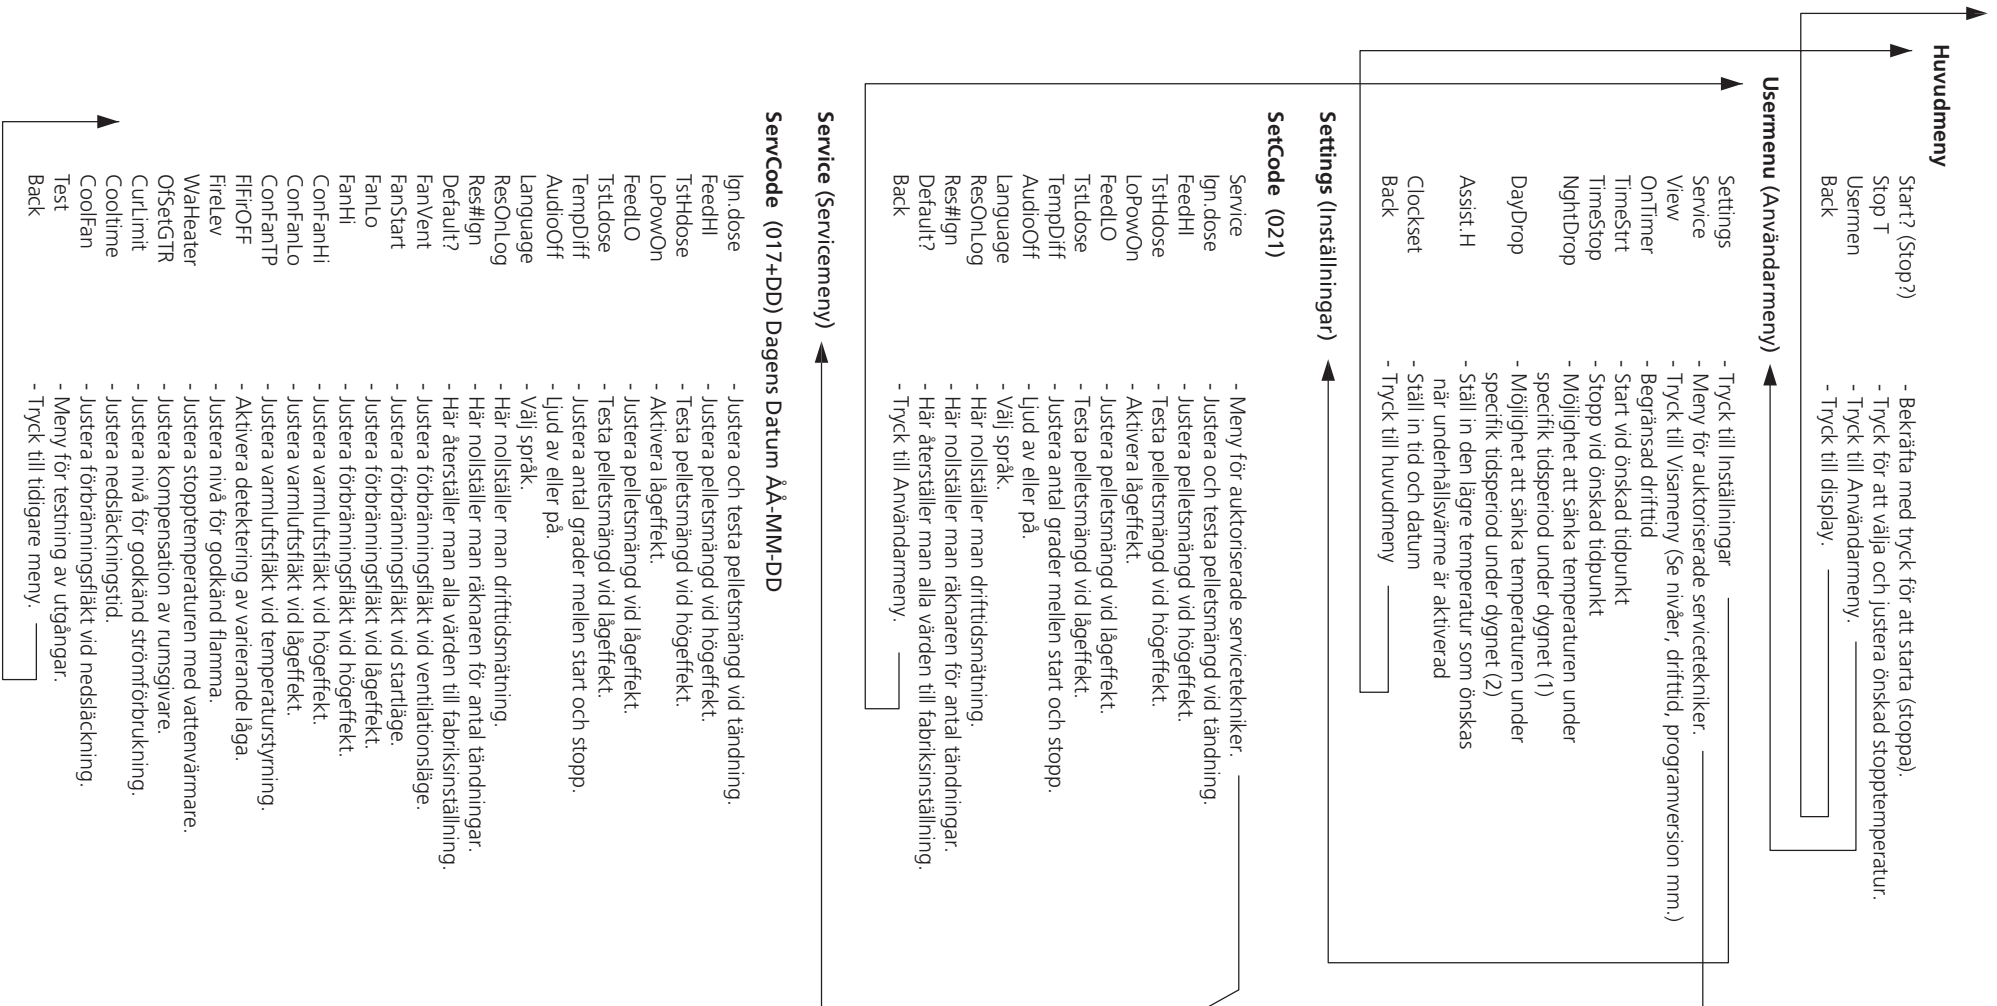 Huvudmeny
Start? (Stop?) - Bekräfta med tryck för att starta (stoppa).
Stop T - Tryck för att välja och justera önskad stopptemperatur.
Usermen - Tryck till Användarmeny.
Back - Tryck till display.
Usermenu (Användarmeny)
Settings - Tryck till Inställningar
Service - Meny för auktoriserade servicetekniker.
View - Tryck till Visameny (Se nivåer, drifttid, programversion mm.)
OnTimer - Begränsad drifttid
TimeStrt - Start vid önskad tidpunkt
TimeStop - Stopp vid önskad tidpunkt
NghtDrop - Möjlighet att sänka temperaturen under
specifik tidsperiod under dygnet (1)
DayDrop - Möjlighet att sänka temperaturen under
specifik tidsperiod under dygnet (2)
Assist.H - Ställ in den lägre temperatur som önskas
när underhållsvärme är aktiverad
Clockset - Ställ in tid och datum
Back - Tryck till huvudmeny
Settings (Inställningar)
SetCode (021)
Service - Meny för auktoriserade servicetekniker.
Ign.dose - Justera och testa pelletsmängd vid tändning.
FeedHI - Justera pelletsmängd vid högeffekt.
TstHdose - Testa pelletsmängd vid högeffekt.
LoPowOn - Aktivera lågeffekt.
FeedLO - Justera pelletsmängd vid lågeffekt.
TstLdose - Testa pelletsmängd vid lågeffekt.
TempDiff - Justera antal grader mellen start och stopp.
AudioOff - Ljud av eller på.
Language - Välj språk.
ResOnLog - Här nollställer man drifttidsmätning.
Res#Ign - Här nollställer man räknaren för antal tändningar.
Default? - Här återställer man alla värden till fabriksinställning.
Back - Tryck till Användarmeny.
Service (Servicemeny)
ServCode (017+DD) Dagens Datum ÅÅ-MM-DD
Ign.dose - Justera och testa pelletsmängd vid tändning.
FeedHI - Justera pelletsmängd vid högeffekt.
TstHdose - Testa pelletsmängd vid högeffekt.
LoPowOn - Aktivera lågeffekt.
FeedLO - Justera pelletsmängd vid lågeffekt.
TstLdose - Testa pelletsmängd vid lågeffekt.
TempDiff - Justera antal grader mellen start och stopp.
AudioOff - Ljud av eller på.
Language - Välj språk.
ResOnLog - Här nollställer man drifttidsmätning.
Res#Ign - Här nollställer man räknaren för antal tändningar.
Default? - Här återställer man alla värden till fabriksinställning.
FanVent - Justera förbränningsfläkt vid ventilationsläge.
FanStart - Justera förbränningsfläkt vid startläge.
FanLo - Justera förbränningsfläkt vid lågeffekt.
FanHi - Justera förbränningsfläkt vid högeffekt.
ConFanHi - Justera varmluftsfläkt vid högeffekt.
ConFanLo - Justera varmluftsfläkt vid lågeffekt.
ConFanTP - Justera varmluftsfläkt vid temperaturstyrning.
FlFirOFF - Aktivera detektering av varierande låga.
FireLev - Justera nivå för godkänd flamma.
WaHeater - Justera stopptemperaturen med vattenvärmare.
OfSetGTR - Justera kompensation av rumsgivare.
CurLimit - Justera nivå för godkänd strömförbrukning.
Cooltime - Justera nedsläckningstid.
CoolFan - Justera förbränningsfläkt vid nedsläckning.
Test - Meny för testning av utgångar.
Back - Tryck till tidigare meny.